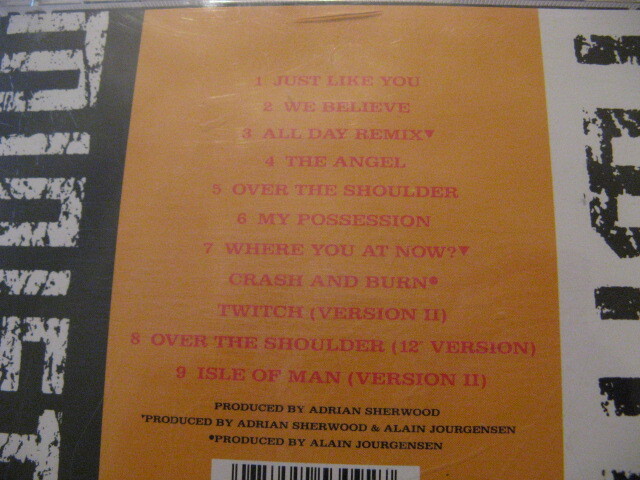 1 JUST LIKE YOU
2 WE BELIEVE
3 ALL DAY REMIX▼
4 THE ANGEL
5 OVER THE SHOULDER
6 MY POSSESSION
7 WHERE YOU AT NOW?▼
CRASH AND BURN●
TWITCH (VERSION II)
8 OVER THE SHOULDER (12" VERSION)
9 ISLE OF MAN (VERSION II)
PRODUCED BY ADRIAN SHERWOOD
▼PRODUCED BY ADRIAN SHERWOOD & ALAIN JOURGENSEN
●PRODUCED BY ALAIN JOURGENSEN